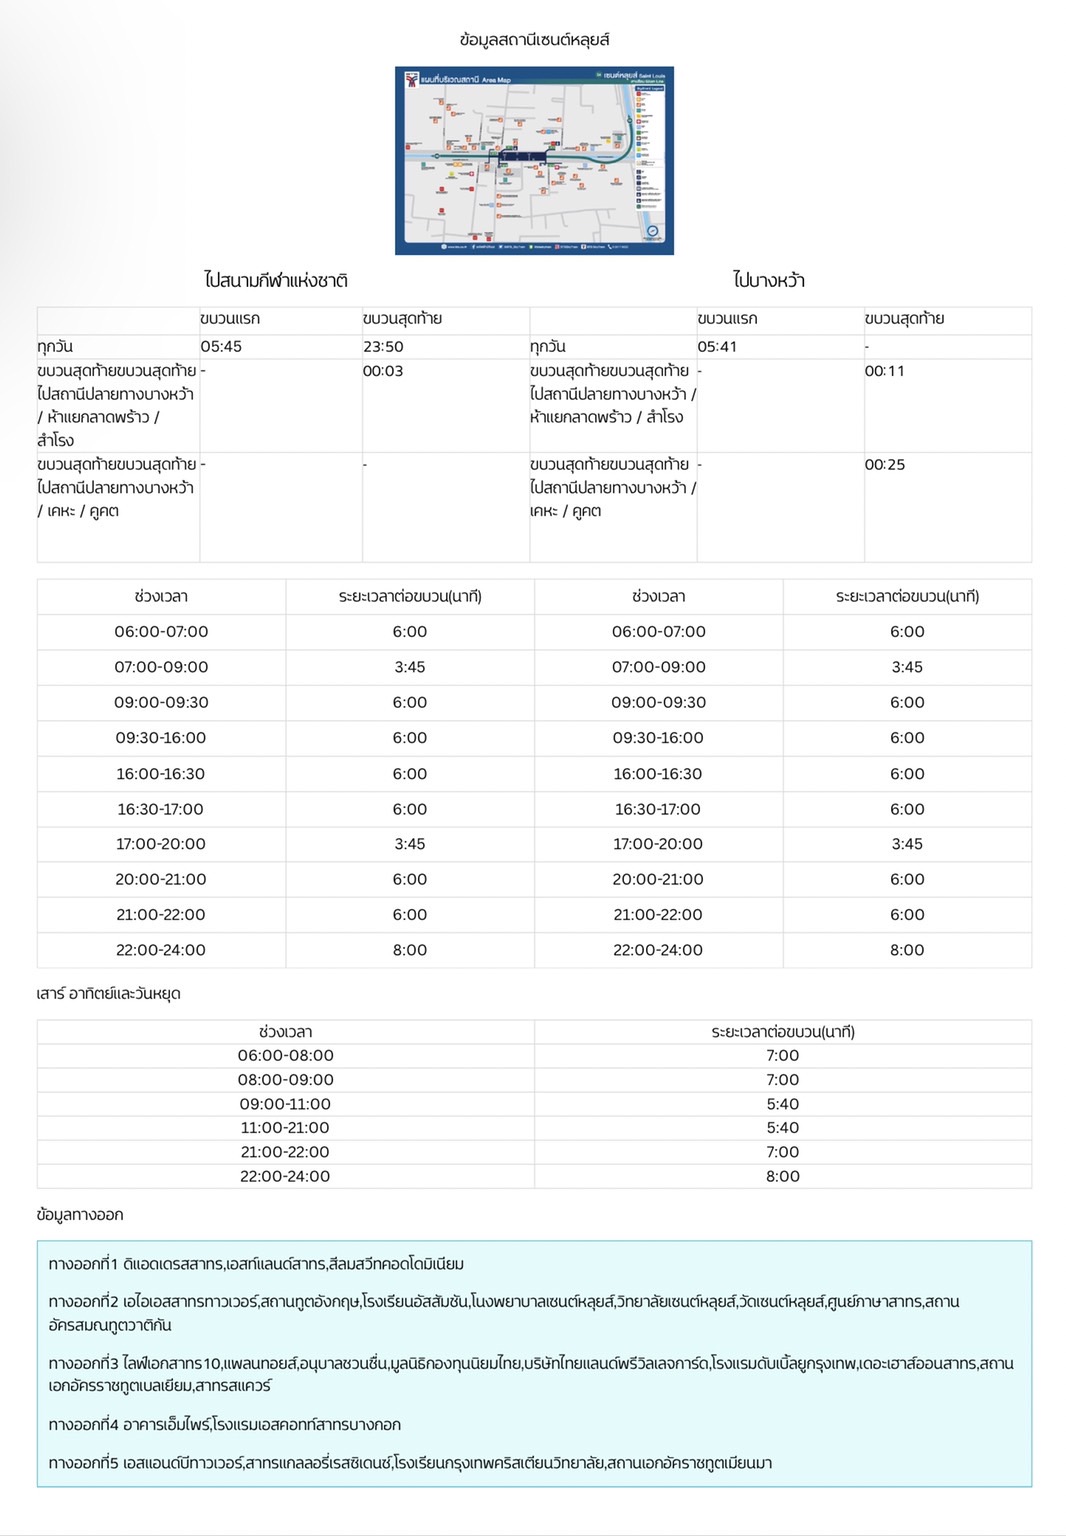 ข้อมูลสถานีเซนต์หลุยส์
แผนที่บริเวณสถานี Area Map
เซนต์หลุยส์ Saint Louis
ไปสนามกีฬาแห่งชาติ ไปบางหว้า
ขบวนแรก ขบวนสุดท้าย ขบวนแรก ขบวนสุดท้าย
ทุกวัน 05:45 23:50 ทุกวัน 05:41 -
ขบวนสุดท้ายขบวนสุดท้าย - 00:03 ขบวนสุดท้ายขบวนสุดท้าย - 00:11
ไปสถานีปลายทางบางหว้า ไปสถานีปลายทางบางหว้า /
/ ห้าแยกลาดพร้าว / ห้าแยกลาดพร้าว / สำโรง
สำโรง
ขบวนสุดท้ายขบวนสุดท้าย - - ขบวนสุดท้ายขบวนสุดท้าย - 00:25
ไปสถานีปลายทางบางหว้า ไปสถานีปลายทางบางหว้า /
/ เคหะ / คูคต เคหะ / คูคต
ช่วงเวลา ระยะเวลาต่อขบวน(นาที) ช่วงเวลา ระยะเวลาต่อขบวน(นาที)
06:00-07:00 6:00 06:00-07:00 6:00
07:00-09:00 3:45 07:00-09:00 3:45
09:00-09:30 6:00 09:00-09:30 6:00
09:30-16:00 6:00 09:30-16:00 6:00
16:00-16:30 6:00 16:00-16:30 6:00
16:30-17:00 6:00 16:30-17:00 6:00
17:00-20:00 3:45 17:00-20:00 3:45
20:00-21:00 6:00 20:00-21:00 6:00
21:00-22:00 6:00 21:00-22:00 6:00
22:00-24:00 8:00 22:00-24:00 8:00
เสาร์ อาทิตย์และวันหยุด
ช่วงเวลา ระยะเวลาต่อขบวน(นาที)
06:00-08:00 7:00
08:00-09:00 7:00
09:00-11:00 5:40
11:00-21:00 5:40
21:00-22:00 7:00
22:00-24:00 8:00
ข้อมูลทางออก
ทางออกที่1 ดิแอดเดรสสาทร,เอสท์แลนด์สาทร,สีลมสวีทคอดโดมิเนียม
ทางออกที่2 เอไอเอสสาทรทาวเวอร์,สถานทูตอังกฤษ,โรงเรียนอัสสัมชัน,โนงพยาบาลเซนต์หลุยส์,วิทยาลัยเซนต์หลุยส์,วัดเซนต์หลุยส์,ศูนย์ภาษาสาทร,สถาน
อัครสมณทูตวาติกัน
ทางออกที่3 ไลฟ์เอกสาทร10,แพลนทอยส์,อนุบาลชวนชื่น,มูลนิธิกองทุนนิยมไทย,บริษัทไทยแลนด์พรีวิลเลจการ์ด,โรงแรมดับเบิ้ลยูกรุงเทพ,เดอะเฮาส์ออนสาทร,สถาน
เอกอัครราชทูตเบลเยียม,สาทรสแควร์
ทางออกที่4 อาคารเอ็มไพร์,โรงแรมเอสคอทท์สาทรบางกอก
ทางออกที่5 เอสแอนด์บีทาวเวอร์,สาทรแกลลอรี่เรสซิเดนซ์,โรงเรียนกรุงเทพคริสเตียนวิทยาลัย,สถานเอกอัคราชทูตเมียนมา